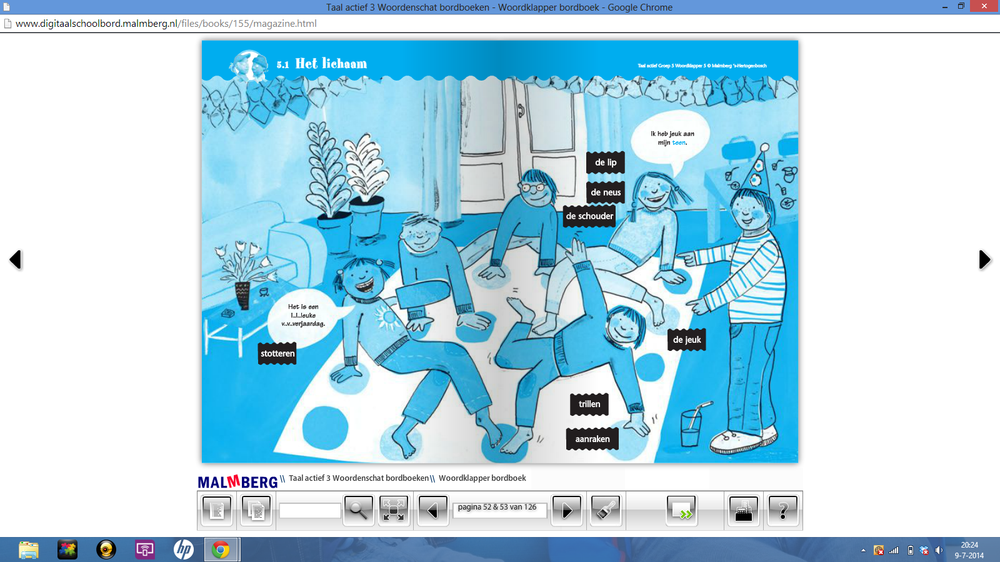 Taal actief 3 Woordenschat bordboeken - Woordklapper bordboek - Google Chrome
www.digitaalschoolbord.malmberg.nl/files/books/155/magazine.html
5.1 Het lichaam
Taal actief Groep 5 Woordklapper 5 © Malmberg 's-Hertogenbosch
Ik heb jeuk aan
mijn teen.
de lip
de neus
de schouder
Het is een
l..l..leuke
v..v..verjaardag.
stotteren
de jeuk
trillen
aanraken
MALMBERG \\ Taal actief 3 Woordenschat bordboeken \\ Woordklapper bordboek
pagina 52 & 53 van 126
?
hp
20:24
9-7-2014